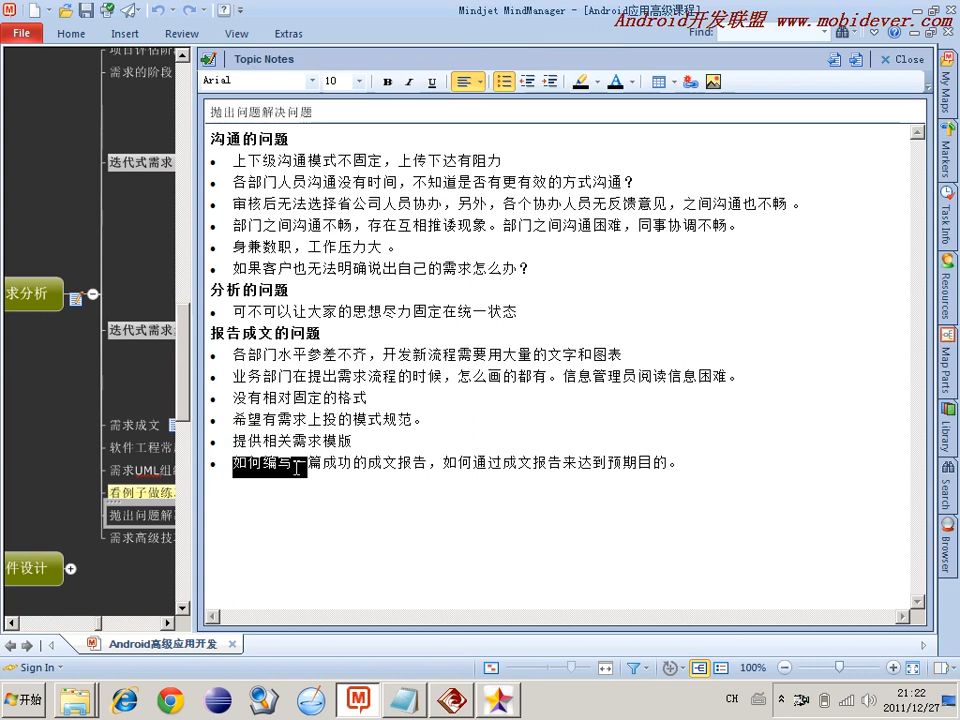 Mindjet MindManager - [Android应用高级课程]
Android开发联盟 www.mobidever.com
File Home Insert Review View Extras Find:
项目评估阶
需求的阶段
迭代式需求
求分析
迭代式需求
需求成文
软件工程常
需求UML组
看例子做练
抛出问题解
需求高级技
件设计
Topic Notes
Close
Arial 10 B I U A
抛出问题解决问题
沟通的问题
• 上下级沟通模式不固定，上传下达有阻力
• 各部门人员沟通没有时间，不知道是否有更有效的方式沟通？
• 审核后无法选择省公司人员协办，另外，各个协办人员无反馈意见，之间沟通也不畅 。
• 部门之间沟通不畅，存在互相推诿现象。部门之间沟通困难，同事协调不畅。
• 身兼数职，工作压力大 。
• 如果客户也无法明确说出自己的需求怎么办？
分析的问题
• 可不可以让大家的思想尽力固定在统一状态
报告成文的问题
• 各部门水平参差不齐，开发新流程需要用大量的文字和图表
• 业务部门在提出需求流程的时候，怎么画的都有。信息管理员阅读信息困难。
• 没有相对固定的格式
• 希望有需求上投的模式规范。
• 提供相关需求模版
• 如何编写一篇成功的成文报告，如何通过成文报告来达到预期目的。
My Maps
Markers
Task Info
Resources
Map Parts
Library
Search
Browser
Android高级应用开发
Sign In
100%
开始
CH
21:22
2011/12/27